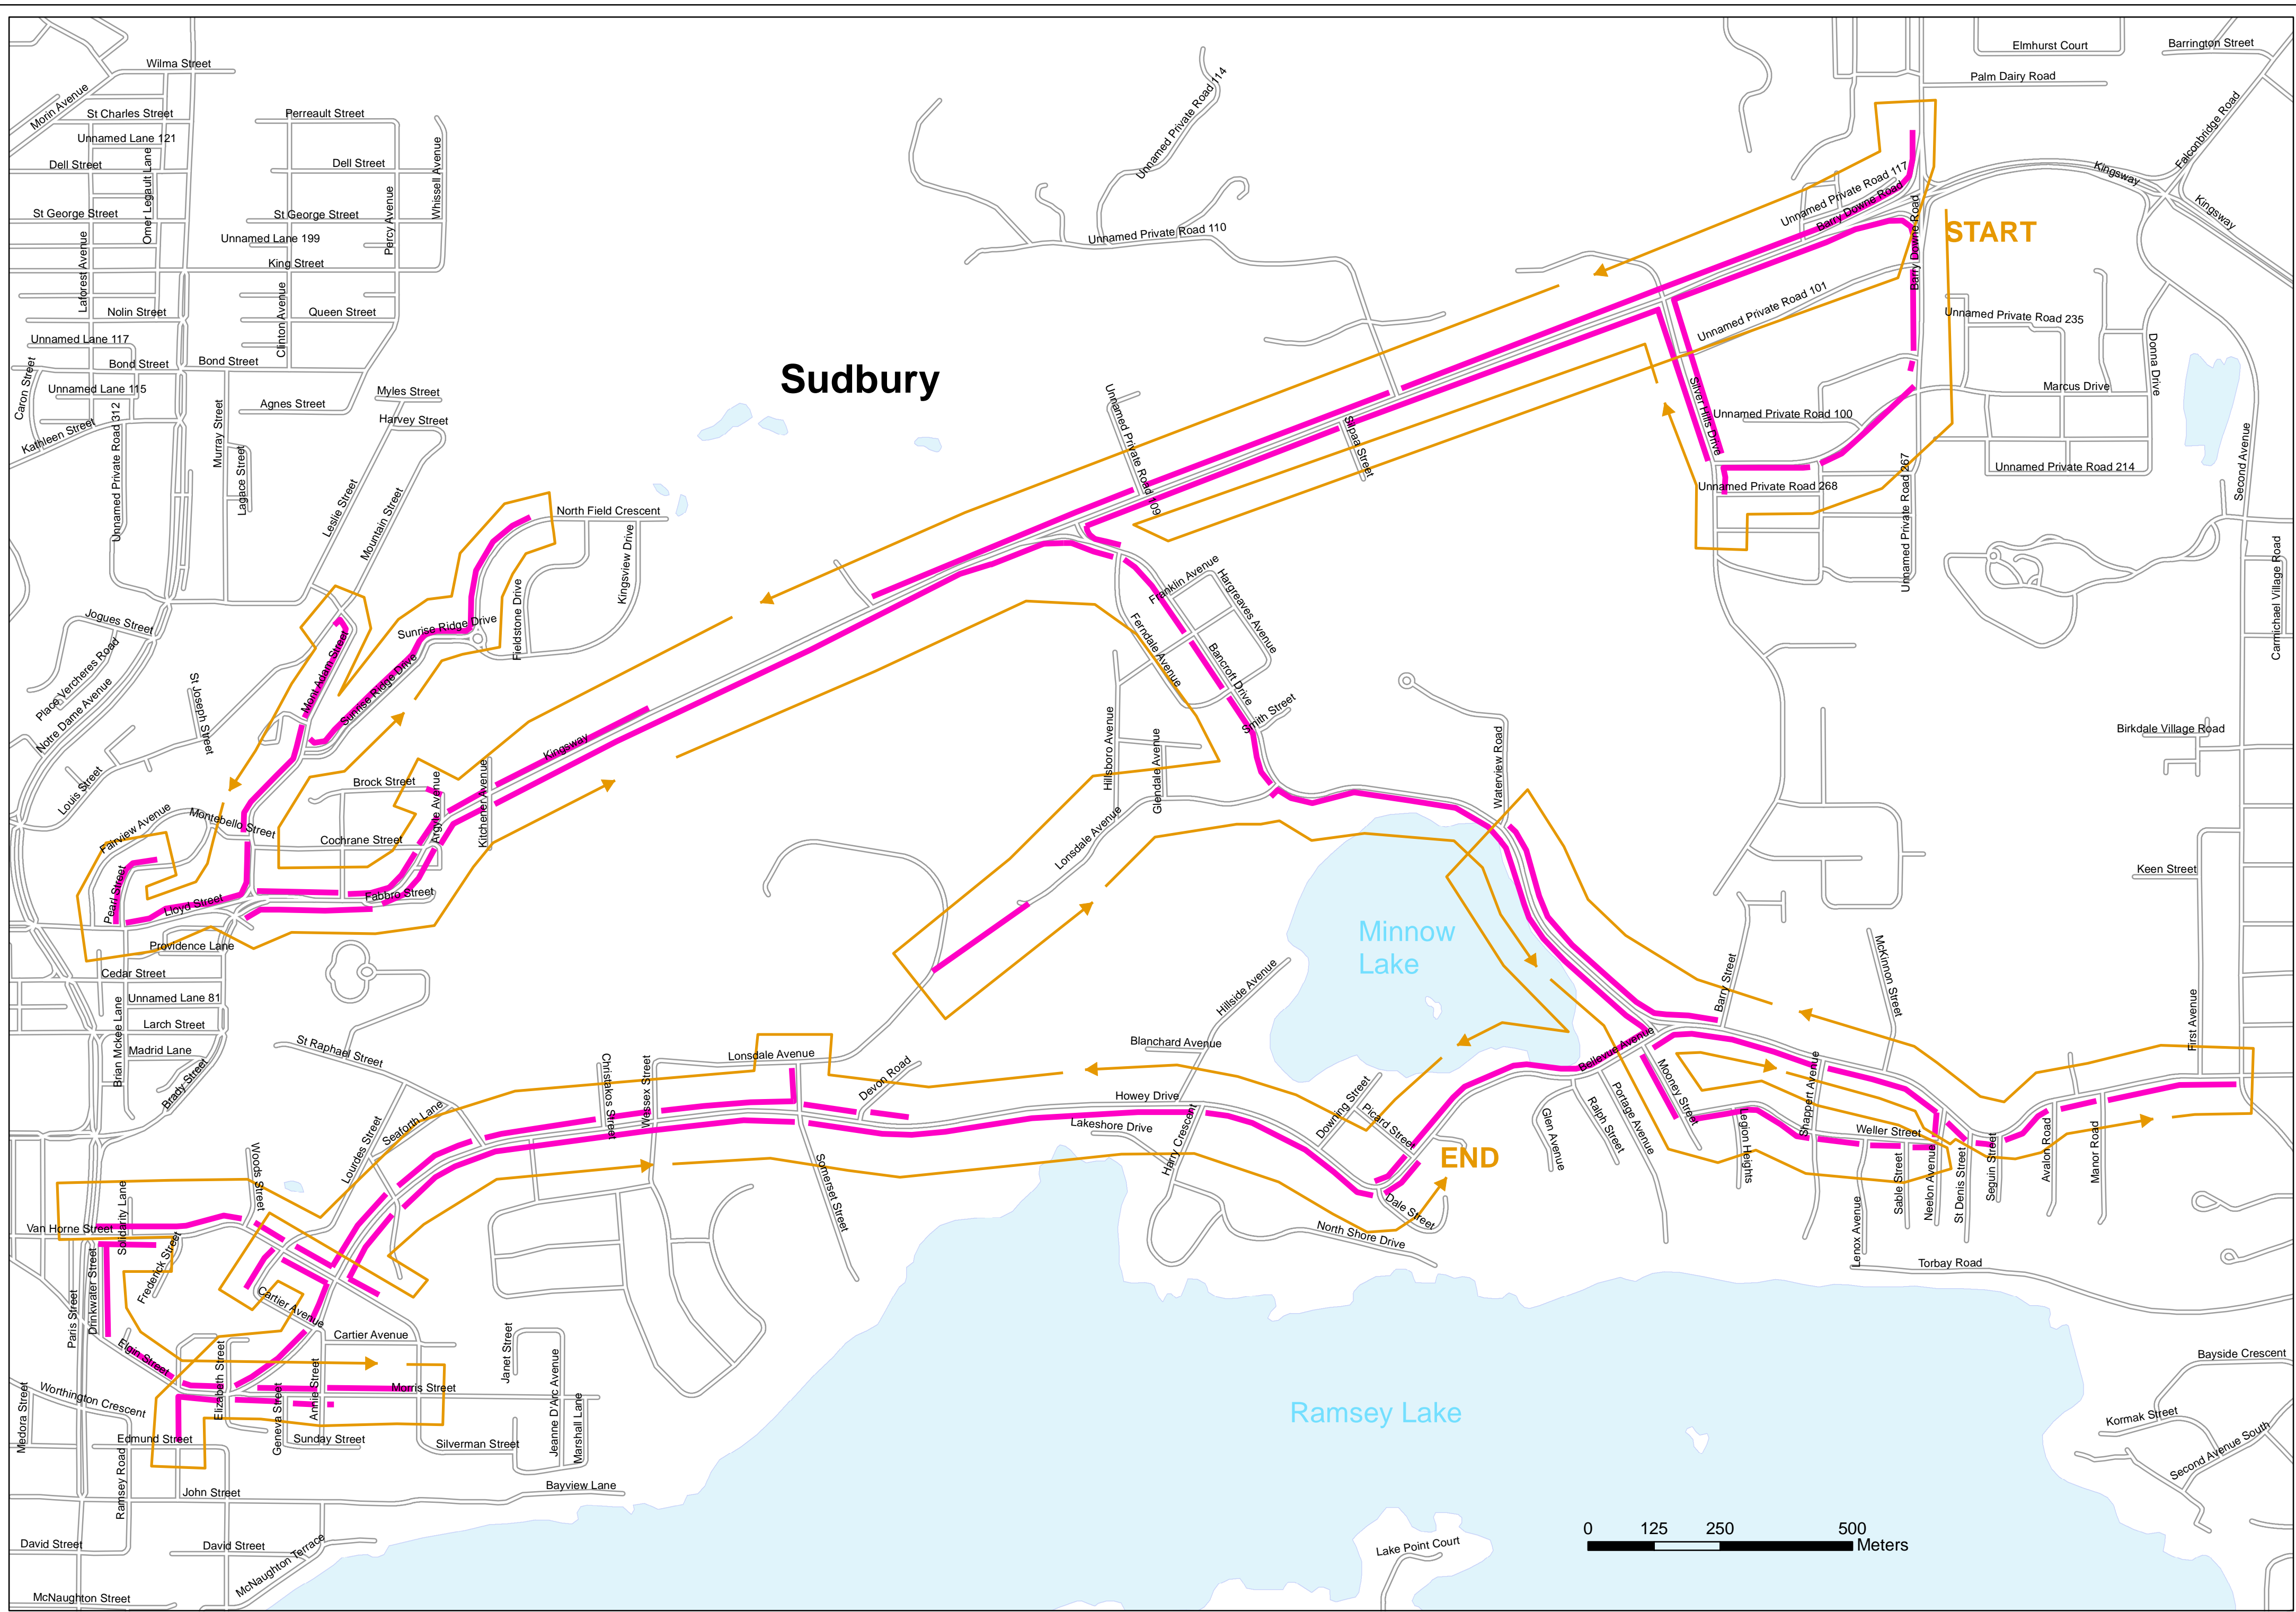 Elmhurst Court
Barrington Street
Wilma Street
Palm Dairy Road
Morin Avenue
Unnamed Private Road 114
Falconbridge Road
St Charles Street
Perreault Street
Unnamed Lane 121
Dell Street
Dell Street
Omer Legault Lane
Whissell Avenue
Kingsway
Unnamed Private Road 117
Barry Downe Road
Kingsway
St George Street
St George Street
Percy Avenue
Unnamed Lane 199
Unnamed Private Road 110
START
Laforest Avenue
King Street
Barry Downe Road
Nolin Street
Clinton Avenue
Queen Street
Unnamed Private Road 101
Unnamed Private Road 235
Unnamed Lane 117
Bond Street
Bond Street
Donna Drive
Caron Street
Unnamed Lane 115
Sudbury
Myles Street
Marcus Drive
Agnes Street
Silver Hills Drive
Unnamed Private Road 100
Kathleen Street
Unnamed Private Road 312
Murray Street
Harvey Street
Unnamed Private Road 109
Silpaa Street
Lagace Street
Second Avenue
Unnamed Private Road 214
Unnamed Private Road 268
Unnamed Private Road 267
Leslie Street
Mountain Street
North Field Crescent
Kingsview Drive
Franklin Avenue
Hargreaves Avenue
Carmichael Village Road
Jogues Street
Sunrise Ridge Drive
Fieldstone Drive
Ferndale Avenue
Place Vercheres Road
Mont Adam Street
Sunrise Ridge Drive
Bancroft Drive
Notre Dame Avenue
St Joseph Street
Smith Street
Birkdale Village Road
Kingsway
Hillsboro Avenue
Glendale Avenue
Waterview Road
Louis Street
Brock Street
Argyle Avenue
Kitchener Avenue
Fairview Avenue
Montebello Street
Cochrane Street
Lonsdale Avenue
Keen Street
Pearl Street
Lloyd Street
Fabbro Street
Minnow
Lake
Providence Lane
Cedar Street
Hillside Avenue
Barry Street
McKinnon Street
Unnamed Lane 81
Brian Mckee Lane
Larch Street
First Avenue
Madrid Lane
St Raphael Street
Lonsdale Avenue
Blanchard Avenue
Bellevue Avenue
Brady Street
Christakos Street
Wessex Street
Devon Road
Mooney Street
Shappert Avenue
Howey Drive
Downing Street
Picard Street
Lakeshore Drive
Seaforth Lane
Lourdes Street
Glen Avenue
Ralph Street
Portage Avenue
Legion Heights
Weller Street
Woods Street
Harry Crescent
END
Somerset Street
Sable Street
Neelon Avenue
St Denis Street
Seguin Street
Avalon Road
Manor Road
Solidarity Lane
Van Horne Street
Dale Street
Lenox Avenue
North Shore Drive
Frederick Street
Torbay Road
Drinkwater Street
Paris Street
Cartier Avenue
Cartier Avenue
Elgin Street
Elizabeth Street
Annie Street
Janet Street
Jeanne D'Arc Avenue
Bayside Crescent
Morris Street
Medora Street
Worthington Crescent
Geneva Street
Marshall Lane
Ramsey Lake
Kormak Street
Edmund Street
Sunday Street
Silverman Street
Second Avenue South
Ramsey Road
John Street
Bayview Lane
0 125 250 500
Meters
David Street
David Street
McNaughton Terrace
Lake Point Court
McNaughton Street